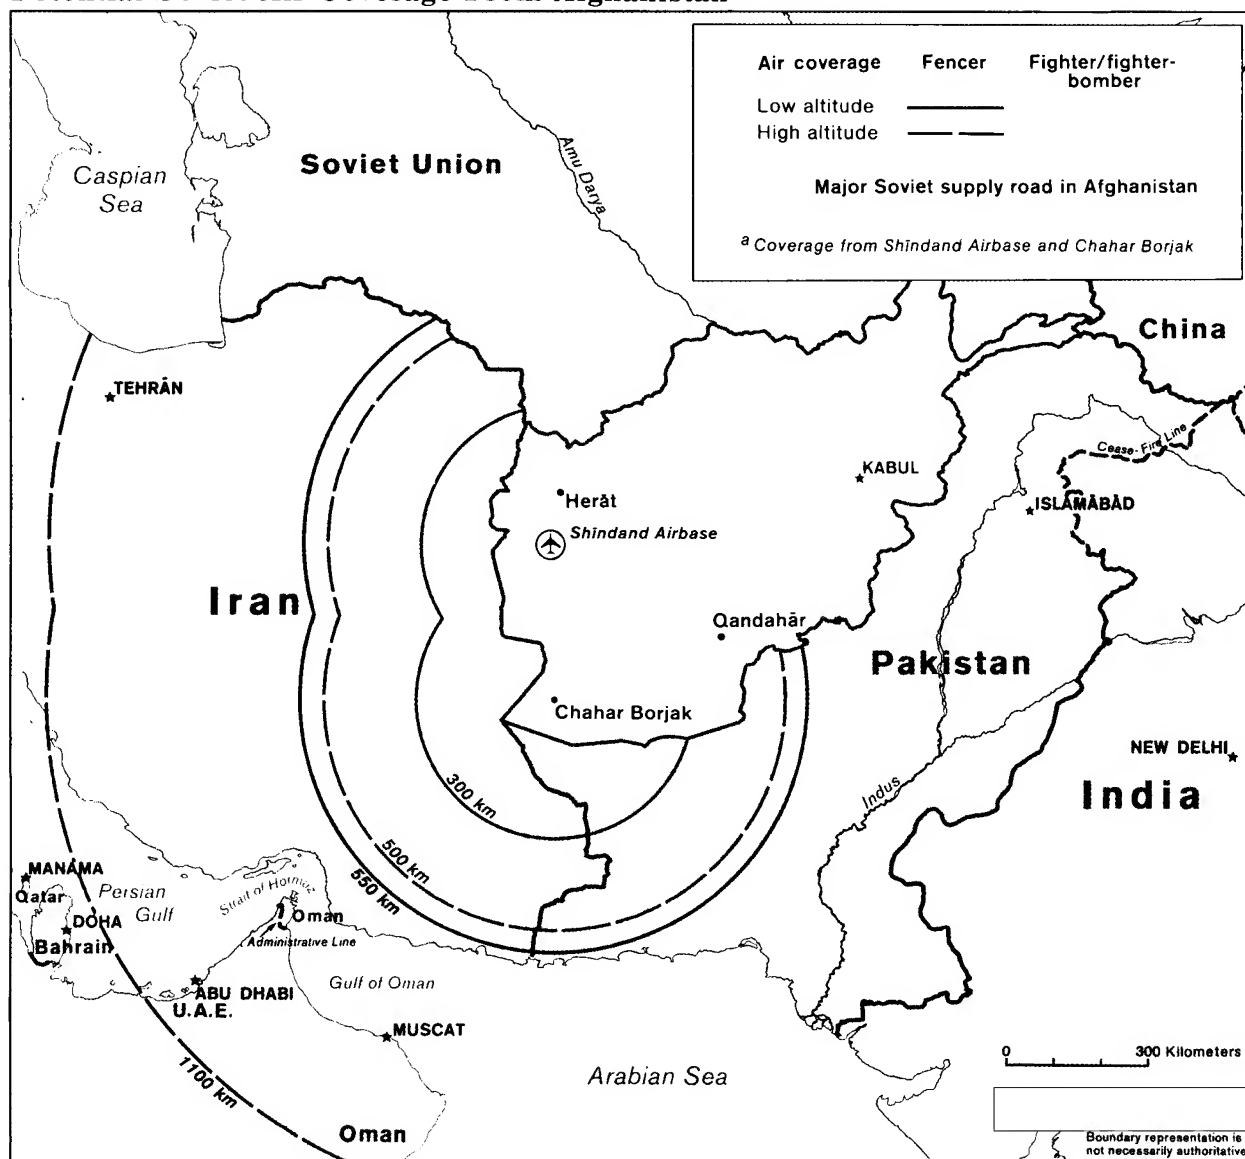 Air coverage Fencer Fighter/fighter-
bomber
Low altitude
High altitude
Major Soviet supply road in Afghanistan
a Coverage from Shīndand Airbase and Chahar Borjak
Caspian
Sea
Soviet Union
Amu Darya
China
TEHRĀN
Cease-Fire Line
KABUL
Herāt
ISLĀMĀBĀD
Shīndand Airbase
Iran
Qandahār
Pakistan
Chahar Borjak
NEW DELHI
India
Indus
300 km
500 km
550 km
MANAMA
Qatar
Persian
Gulf
Strait of Hormuz
DOHA
Oman
Bahrain
Administrative Line
ABU DHABI
U.A.E.
Gulf of Oman
MUSCAT
1100 km
Arabian Sea
Oman
0 300 Kilometers
Boundary representation is
not necessarily authoritative